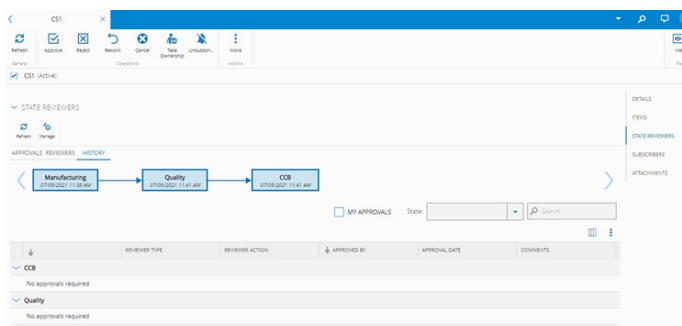 CS1
Refresh Approve Reject Rework Cancel Take Ownership Unsubscri... More
General Operations Actions
CS1 (Active)
STATE REVIEWERS
Refresh Manage
APPROVALS REVIEWERS HISTORY
Manufacturing Quality CCB
07/05/2021 11:38 AM 07/05/2021 11:41 AM 07/05/2021 11:41 AM
MY APPROVALS State: Search
REVIEWER TYPE REVIEWER ACTION APPROVED BY APPROVAL DATE COMMENTS
CCB
No approvals required
Quality
No approvals required
DETAILS
ITEMS
STATE REVIEWERS
SUBSCRIBERS
ATTACHMENTS